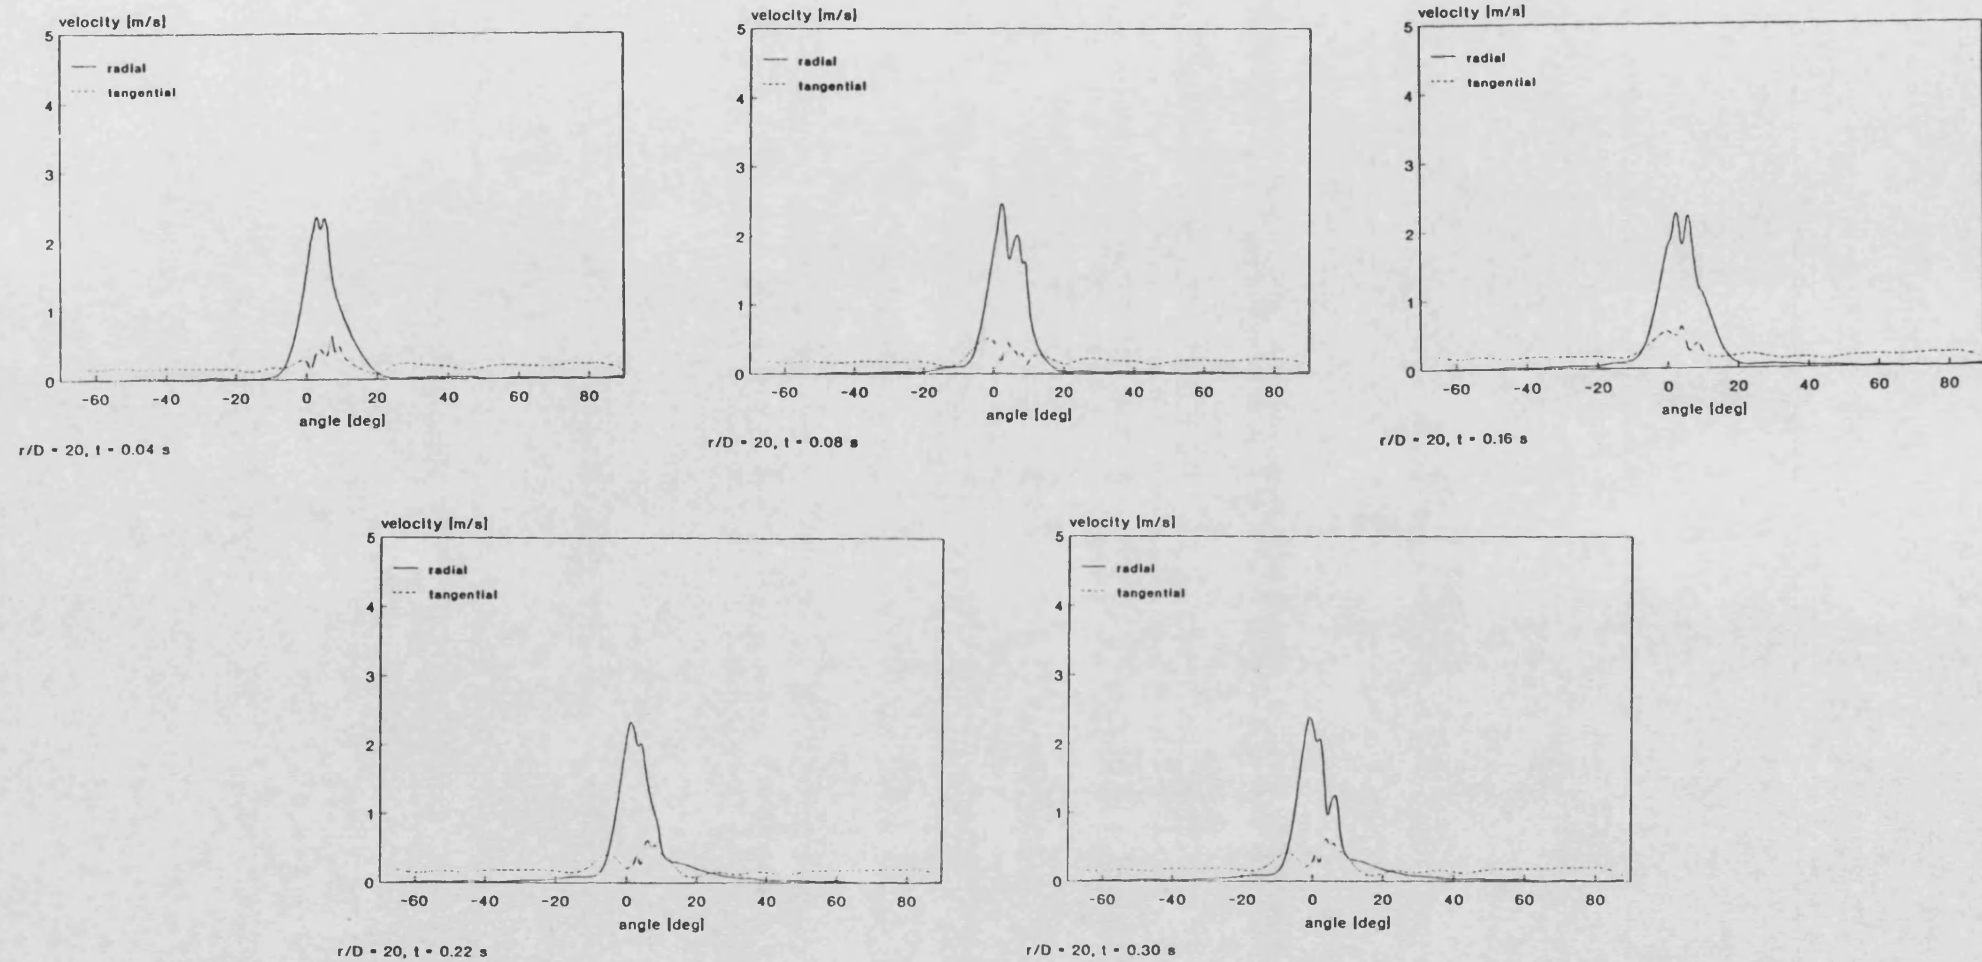 velocity [m/s]
5
4
3
2
1
0
radial
tangential
-60 -40 -20 0 20 40 60 80
angle [deg]
r/D = 20, t = 0.04 s
velocity [m/s]
5
4
3
2
1
0
radial
tangential
-60 -40 -20 0 20 40 60 80
angle [deg]
r/D = 20, t = 0.08 s
velocity [m/s]
5
4
3
2
1
0
radial
tangential
-60 -40 -20 0 20 40 60 80
angle [deg]
r/D = 20, t = 0.16 s
velocity [m/s]
5
4
3
2
1
0
radial
tangential
-60 -40 -20 0 20 40 60 80
angle [deg]
r/D = 20, t = 0.22 s
velocity [m/s]
5
4
3
2
1
0
radial
tangential
-60 -40 -20 0 20 40 60 80
angle [deg]
r/D = 20, t = 0.30 s